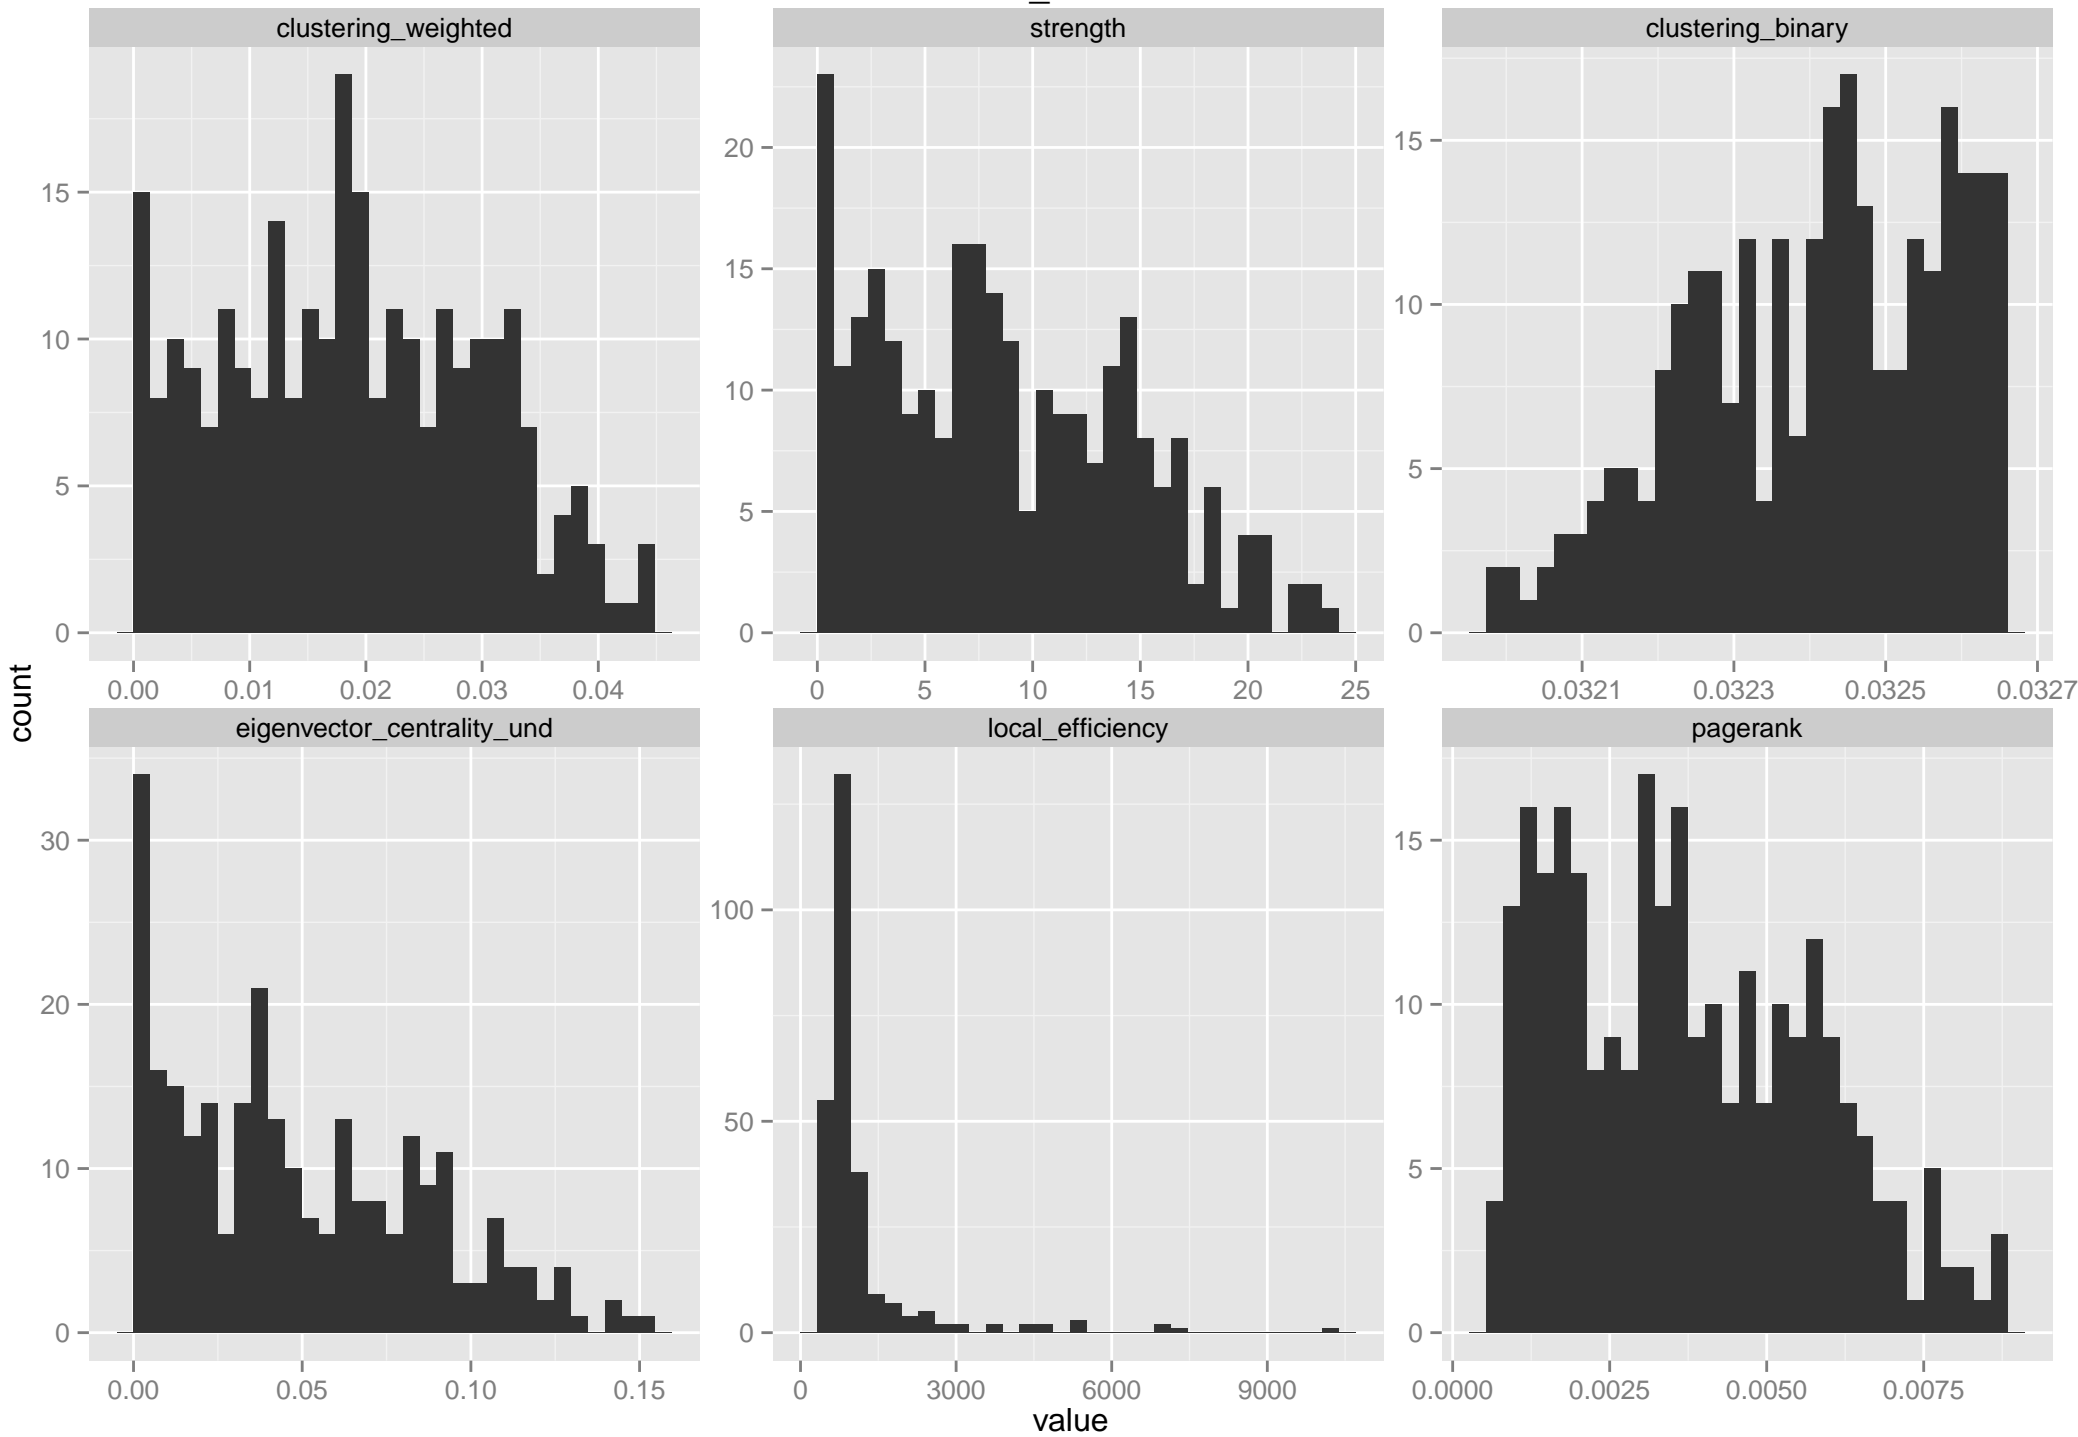 _
clustering_weighted strength clustering_binary
15
10
5
0
20
15
10
5
0
15
10
5
0
0.00 0.01 0.02 0.03 0.04
0 5 10 15 20 25
0.0321 0.0323 0.0325 0.0327
count
eigenvector_centrality_und local_efficiency pagerank
30
20
10
0
100
50
0
15
10
5
0
0.00 0.05 0.10 0.15
0 3000 6000 9000
0.0000 0.0025 0.0050 0.0075
value